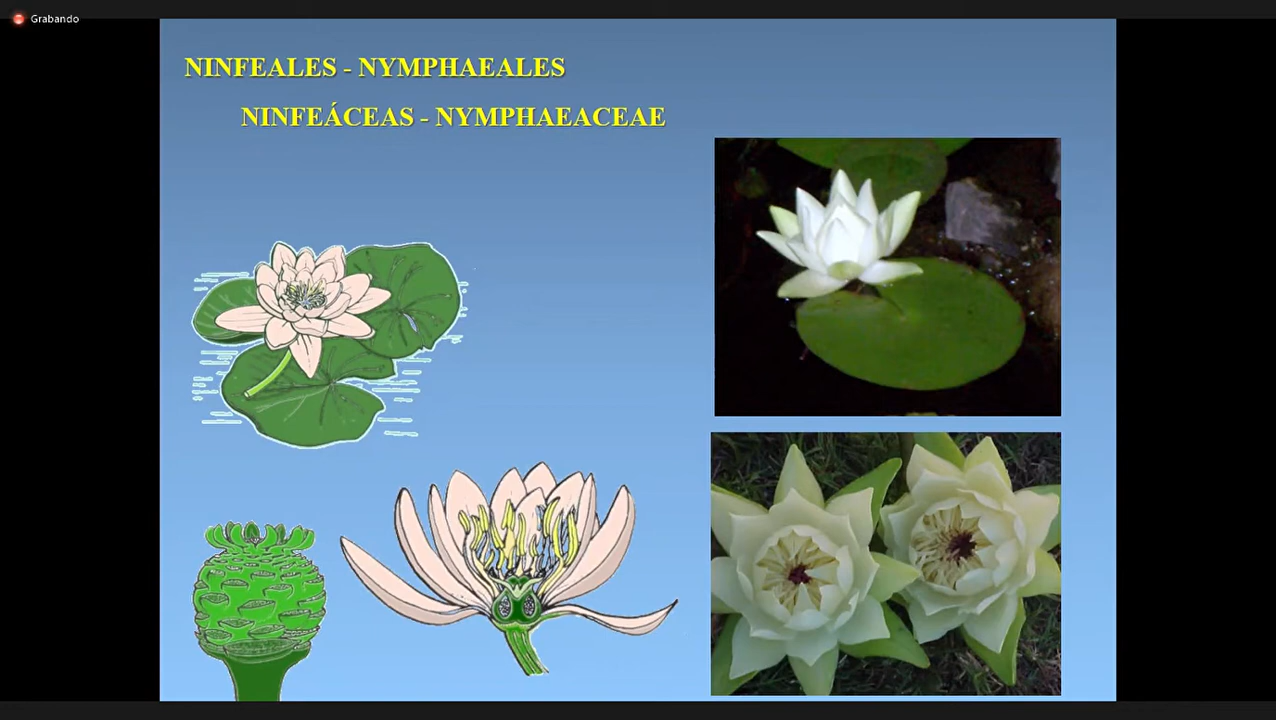 Grabando
NINFEALES - NYMPHAEALES
NINFEÁCEAS - NYMPHAEACEAE